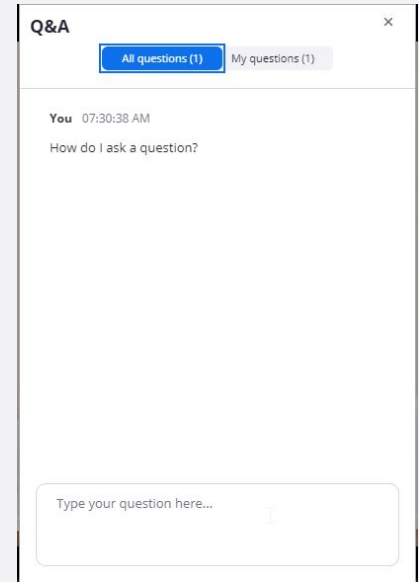 Q&A
All questions (1) My questions (1)
You 07:30:38 AM
How do I ask a question?
Type your question here...